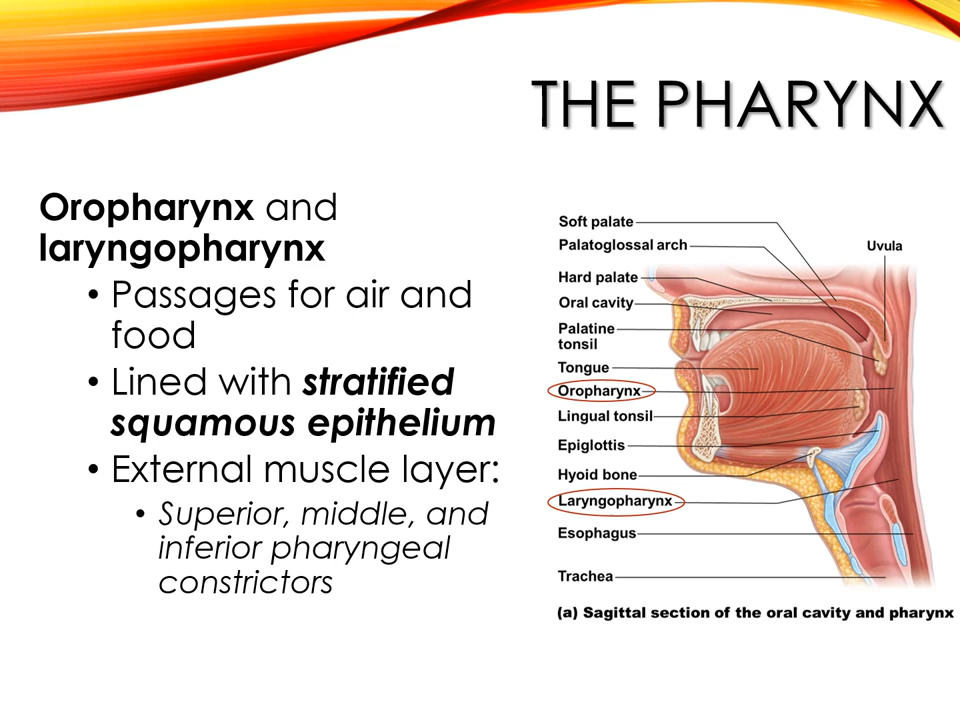 THE PHARYNX
Oropharynx and
laryngopharynx
• Passages for air and
food
• Lined with stratified
squamous epithelium
• External muscle layer:
• Superior, middle, and
inferior pharyngeal
constrictors
Soft palate
Palatoglossal arch
Uvula
Hard palate
Oral cavity
Palatine
tonsil
Tongue
Oropharynx
Lingual tonsil
Epiglottis
Hyoid bone
Laryngopharynx
Esophagus
Trachea
(a) Sagittal section of the oral cavity and pharynx